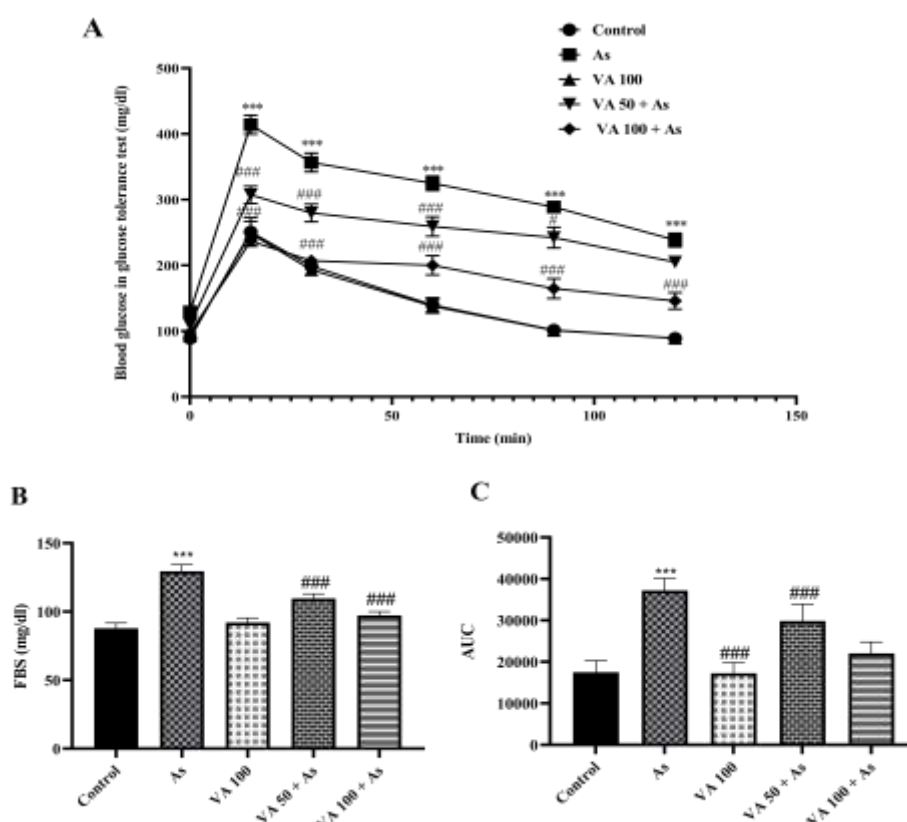 A
Control
As
VA 100
VA 50 + As
VA 100 + As
Blood glucose in glucose tolerance test (mg/dl)
500
400
300
200
100
0
***
***
***
***
***
###
###
###
#
###
###
###
###
###
0
50
100
150
Time (min)
B
FBS (mg/dl)
150
100
50
0
***
###
###
Control
As
VA 100
VA 50 + As
VA 100 + As
C
AUC
50000
40000
30000
20000
10000
0
***
###
###
Control
As
VA 100
VA 50 + As
VA 100 + As